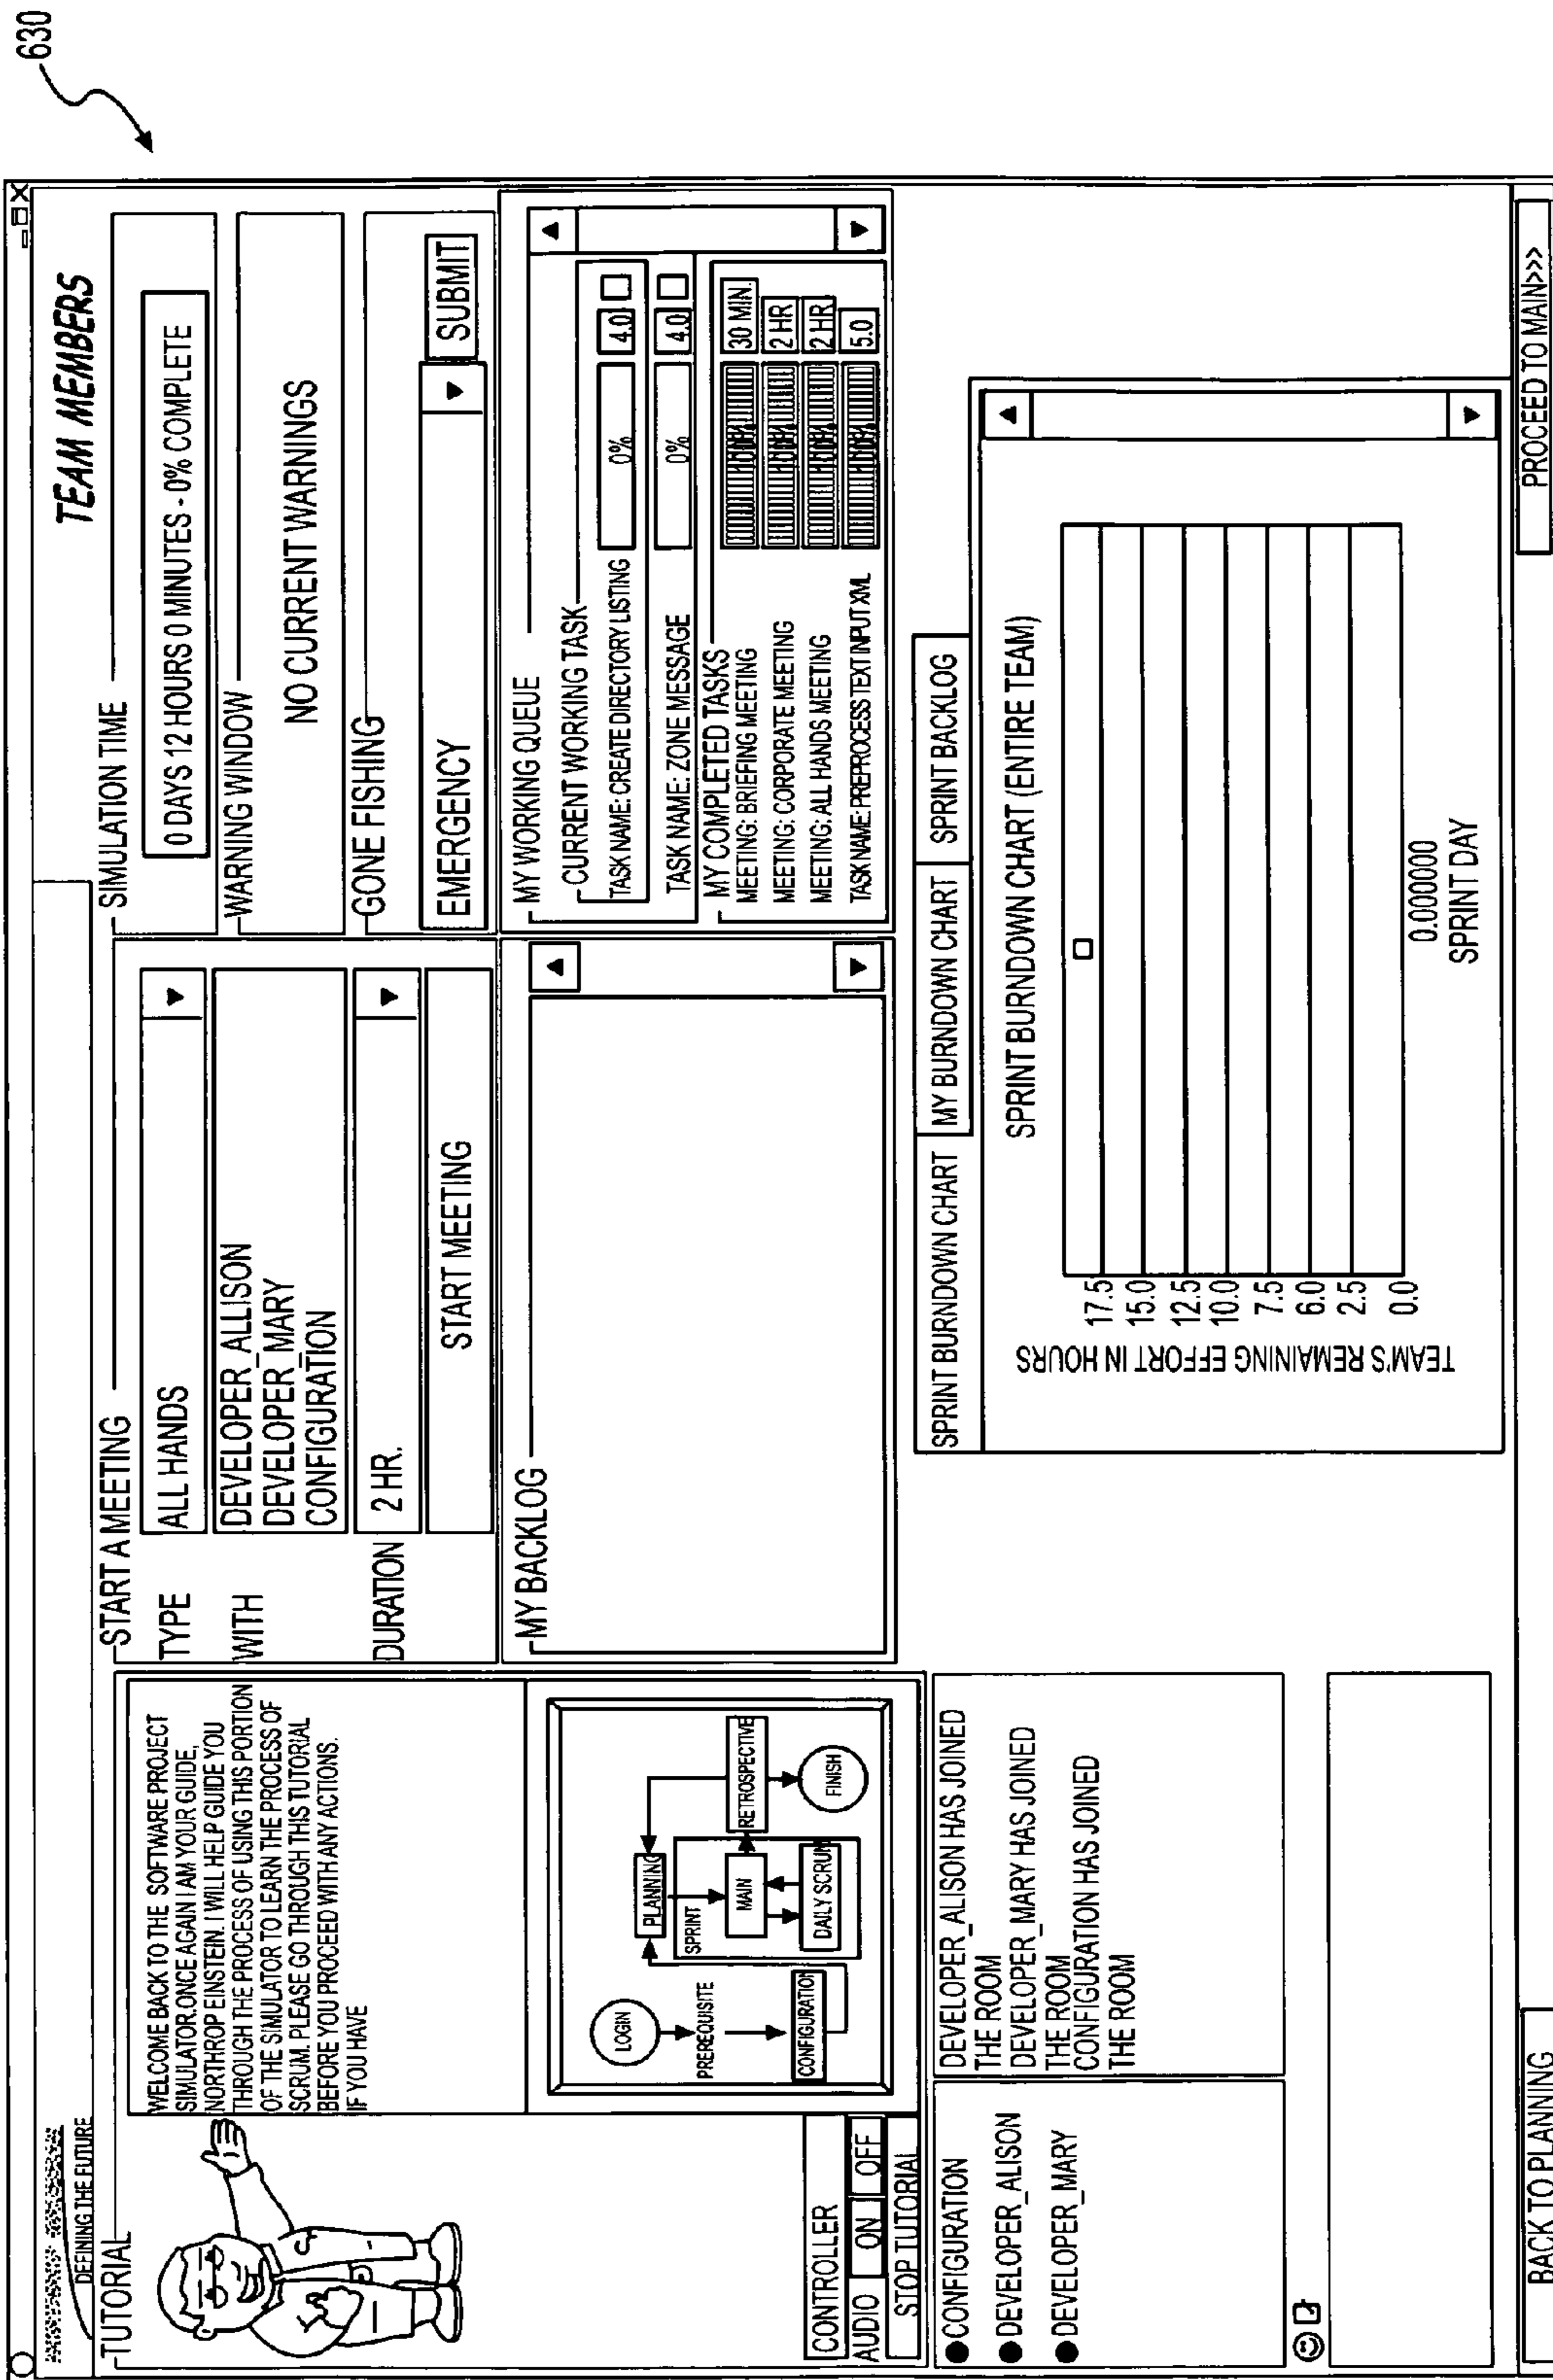 630
TEAM MEMBERS
DEFINING THE FUTURE
TUTORIAL
WELCOME BACK TO THE SOFTWARE PROJECT
SIMULATOR.ONCE AGAIN I AM YOUR GUIDE,
NORTHROP EINSTEIN. I WILL HELP GUIDE YOU
THROUGH THE PROCESS OF USING THIS PORTION
OF THE SIMULATOR TO LEARN THE PROCESS OF
SCRUM. PLEASE GO THROUGH THIS TUTORIAL
BEFORE YOU PROCEED WITH ANY ACTIONS.
IF YOU HAVE
LOGIN
PREREQUISITE
CONFIGURATION
PLANNING
SPRINT
MAIN
DAILY SCRUM
RETROSPECTIVE
FINISH
CONTROLLER
AUDIO ON OFF
STOP TUTORIAL
START A MEETING
TYPE ALL HANDS
WITH DEVELOPER_ALLISON
DEVELOPER_MARY
CONFIGURATION
DURATION 2 HR.
START MEETING
SIMULATION TIME
0 DAYS 12 HOURS 0 MINUTES - 0% COMPLETE
WARNING WINDOW
NO CURRENT WARNINGS
GONE FISHING
EMERGENCY SUBMIT
MY BACKLOG
MY WORKING QUEUE
CURRENT WORKING TASK
TASK NAME: CREATE DIRECTORY LISTING 0% 4.0
TASK NAME: ZONE MESSAGE 0% 4.0
MY COMPLETED TASKS
MEETING: BRIEFING MEETING 100% 30 MIN.
MEETING: CORPORATE MEETING 100% 2 HR
MEETING: ALL HANDS MEETING 100% 2 HR.
TASK NAME: PREPROCESS TEXT INPUT XML 100% 5.0
CONFIGURATION
DEVELOPER_ALISON
DEVELOPER_MARY
DEVELOPER_ALISON HAS JOINED
THE ROOM
DEVELOPER_MARY HAS JOINED
THE ROOM
CONFIGURATION HAS JOINED
THE ROOM
SPRINT BURNDOWN CHART MY BURNDOWN CHART SPRINT BACKLOG
SPRINT BURNDOWN CHART (ENTIRE TEAM)
TEAM'S REMAINING EFFORT IN HOURS
17.5
15.0
12.5
10.0
7.5
6.0
2.5
0.0
0.000000
SPRINT DAY
BACK TO PLANNING
PROCEED TO MAIN>>>